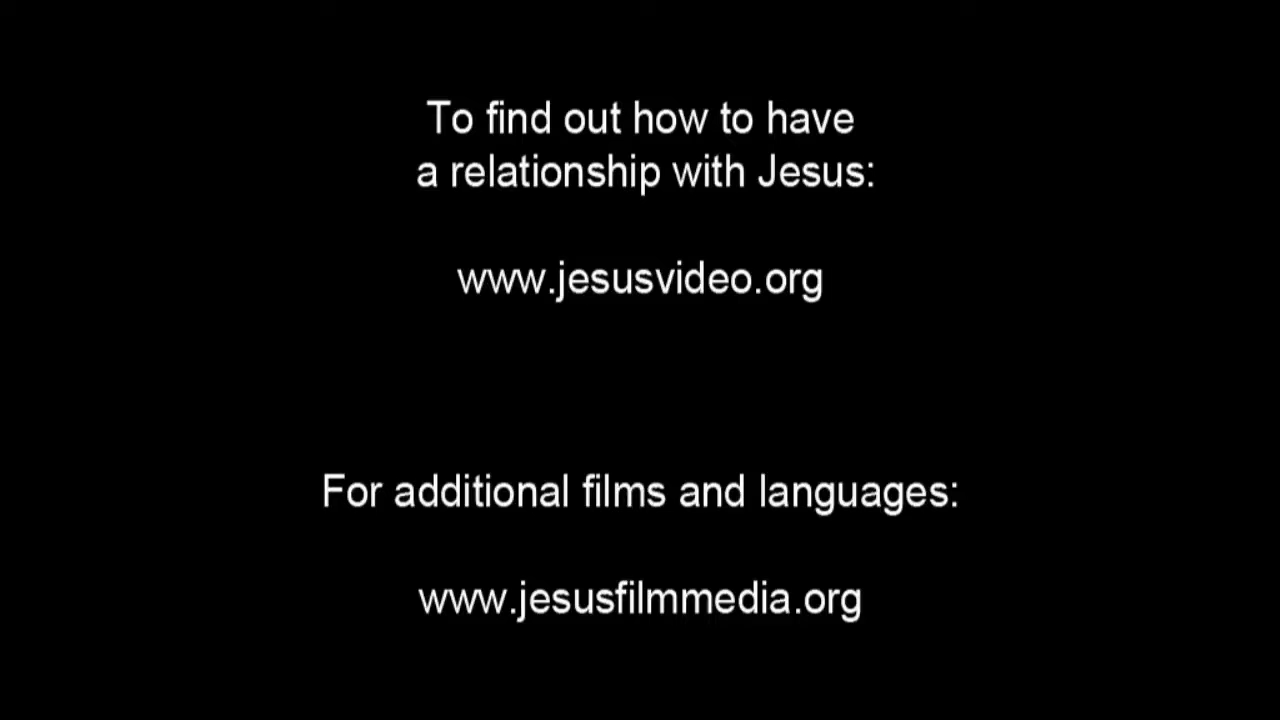 To find out how to have
a relationship with Jesus:
www.jesusvideo.org
For additional films and languages:
www.jesusfilmmedia.org